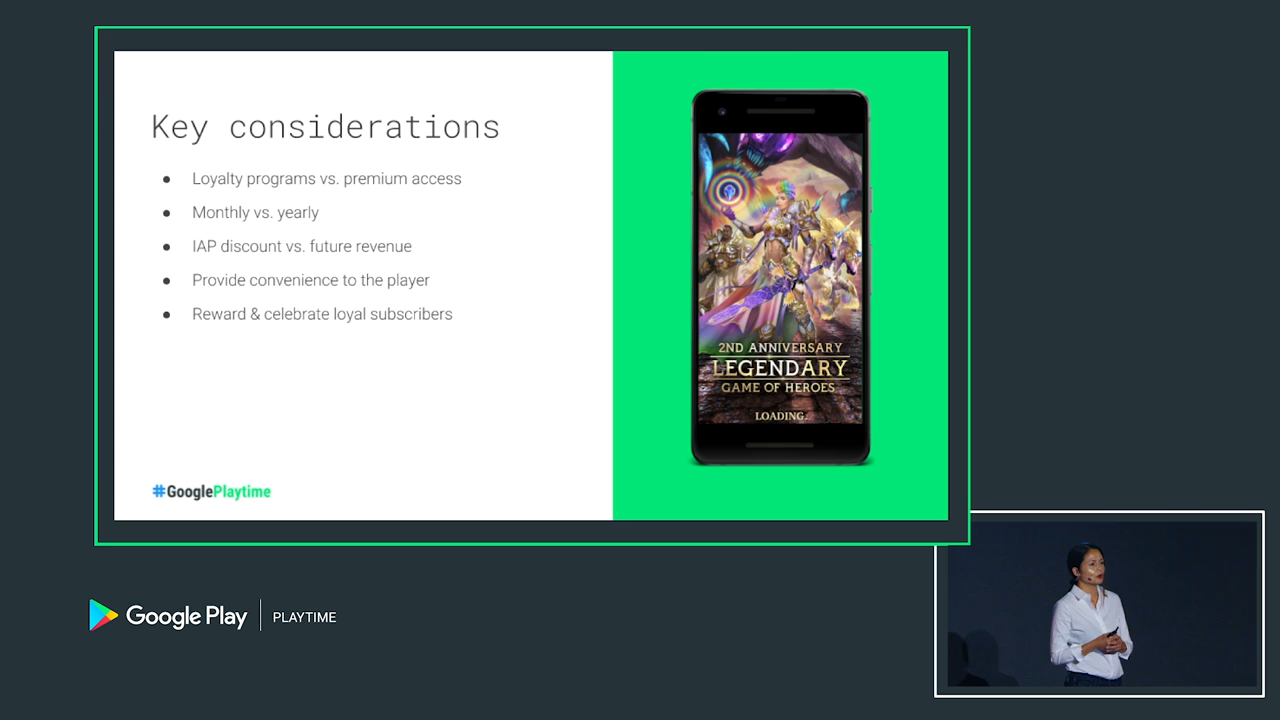 Key considerations
● Loyalty programs vs. premium access
● Monthly vs. yearly
● IAP discount vs. future revenue
● Provide convenience to the player
● Reward & celebrate loyal subscribers
#GooglePlaytime
2ND ANNIVERSARY
LEGENDARY
GAME OF HEROES
LOADING.
Google Play | PLAYTIME